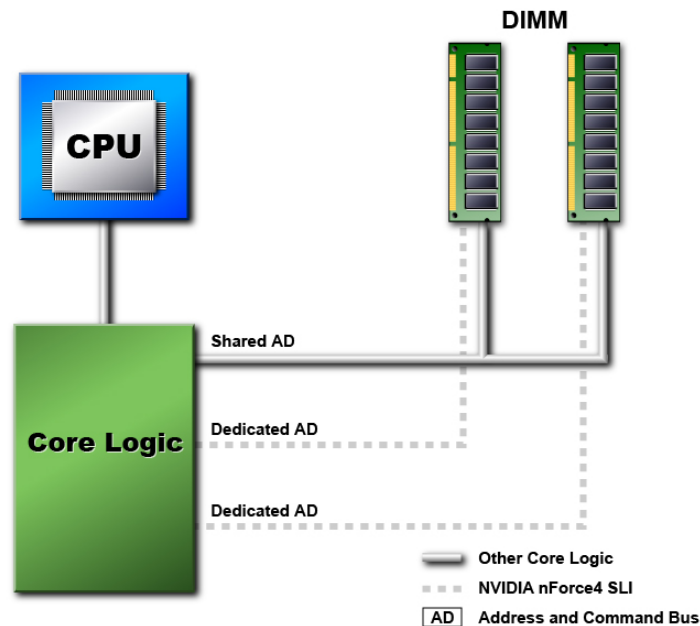 DIMM
CPU
Shared AD
Dedicated AD
Core Logic
Dedicated AD
Other Core Logic
NVIDIA nForce4 SLI
AD Address and Command Bus